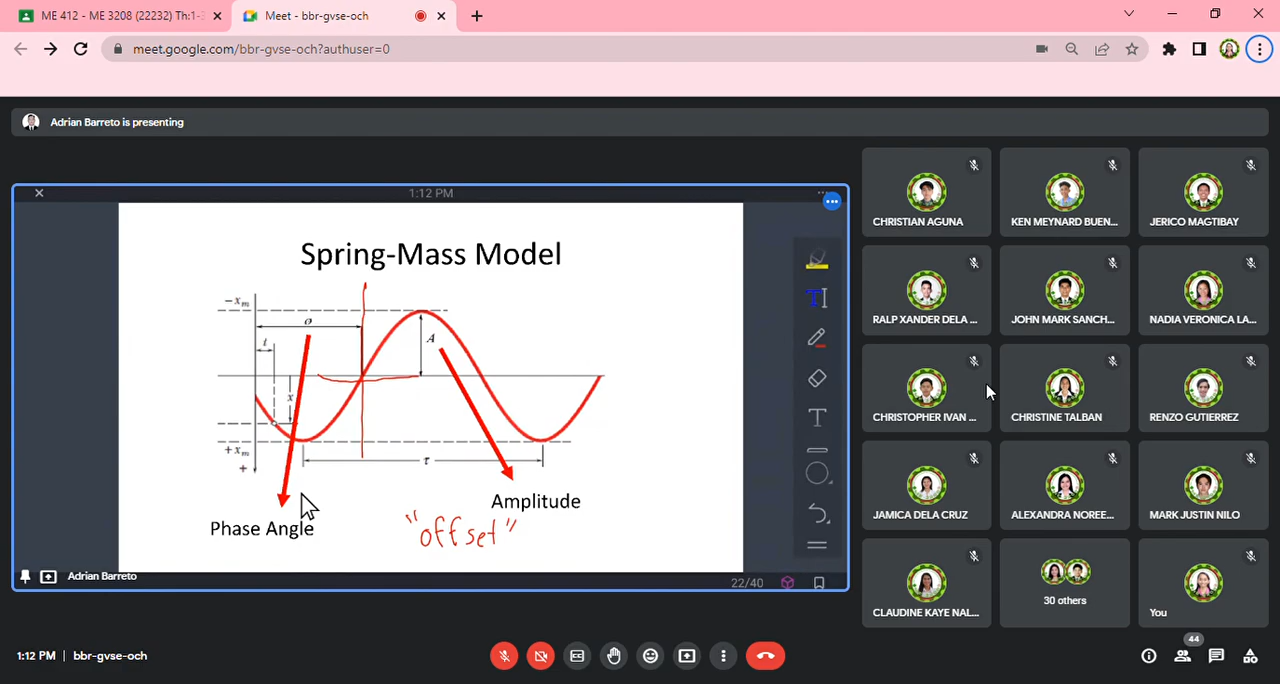 ME 412 - ME 3208 (22232) Th:1-3
Meet - bbr-gvse-och
meet.google.com/bbr-gvse-och?authuser=0
Adrian Barreto is presenting
1:12 PM
Spring-Mass Model
-xm
ø
t
A
x
+xm
+
τ
Phase Angle
Amplitude
"offset"
T
T
Adrian Barreto
22/40
CHRISTIAN AGUNA
KEN MEYNARD BUEN...
JERICO MAGTIBAY
RALP XANDER DELA ...
JOHN MARK SANCH...
NADIA VERONICA LA...
CHRISTOPHER IVAN ...
CHRISTINE TALBAN
RENZO GUTIERREZ
JAMICA DELA CRUZ
ALEXANDRA NOREE...
MARK JUSTIN NILO
CLAUDINE KAYE NAL...
30 others
You
1:12 PM | bbr-gvse-och
44